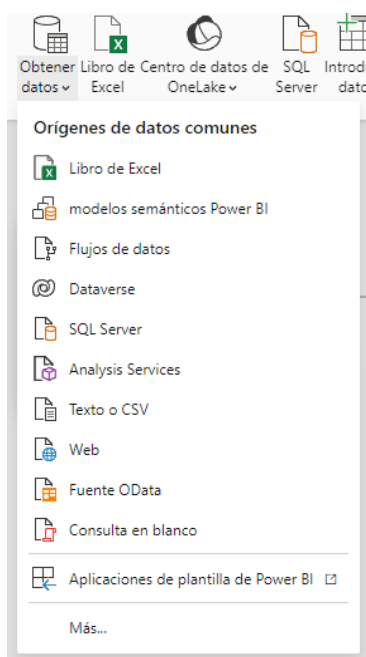 Obtener Libro de Centro de datos de SQL Introdu
datos Excel OneLake Server dato
Orígenes de datos comunes
Libro de Excel
modelos semánticos Power BI
Flujos de datos
Dataverse
SQL Server
Analysis Services
Texto o CSV
Web
Fuente OData
Consulta en blanco
Aplicaciones de plantilla de Power BI
Más...